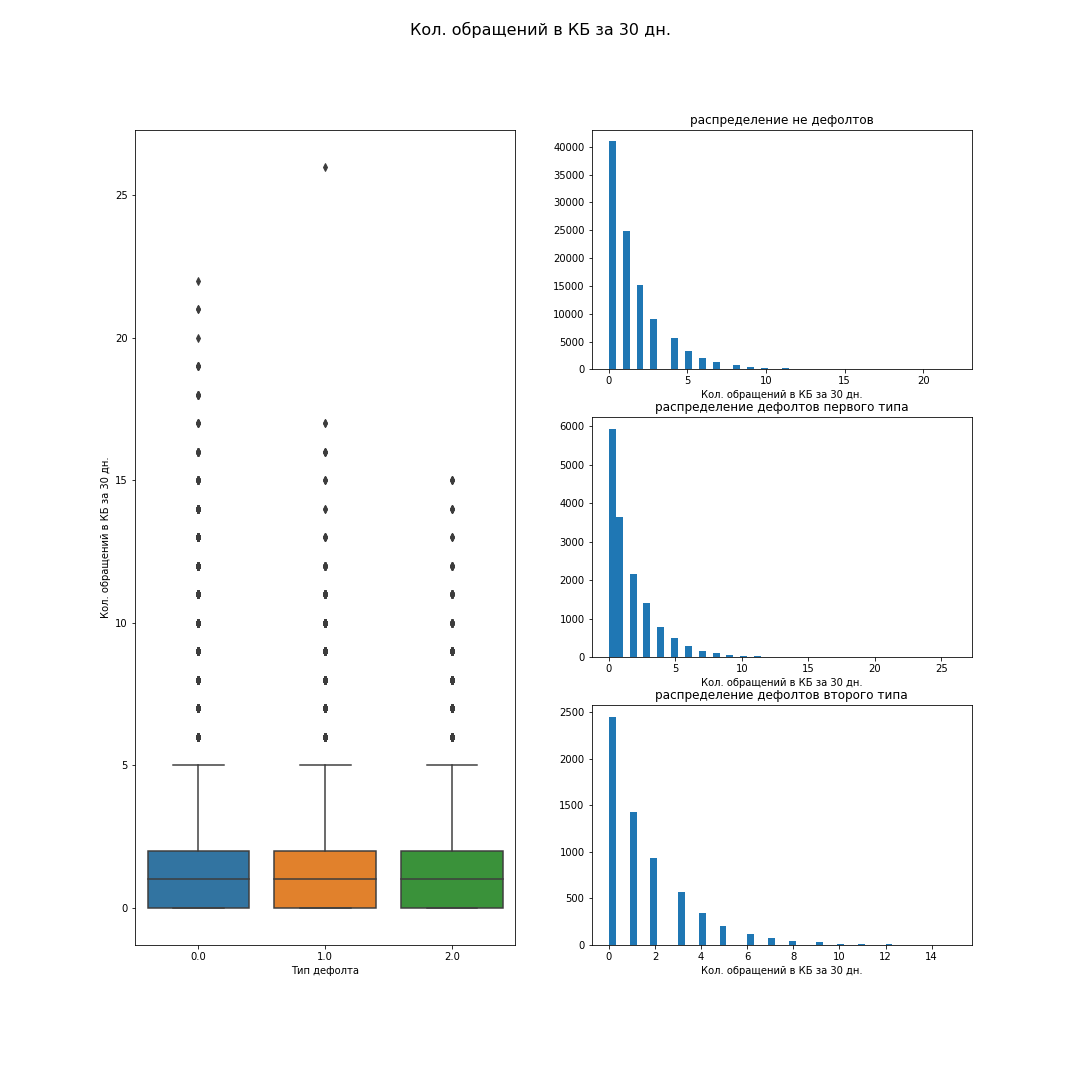 Кол. обращений в КБ за 30 дн.
Кол. обращений в КБ за 30 дн.
25
20
15
10
5
0
0.0 1.0 2.0
Тип дефолта
распределение не дефолтов
40000
35000
30000
25000
20000
15000
10000
5000
0
0 5 10 15 20
Кол. обращений в КБ за 30 дн.
распределение дефолтов первого типа
6000
5000
4000
3000
2000
1000
0
0 5 10 15 20 25
Кол. обращений в КБ за 30 дн.
распределение дефолтов второго типа
2500
2000
1500
1000
500
0
0 2 4 6 8 10 12 14
Кол. обращений в КБ за 30 дн.